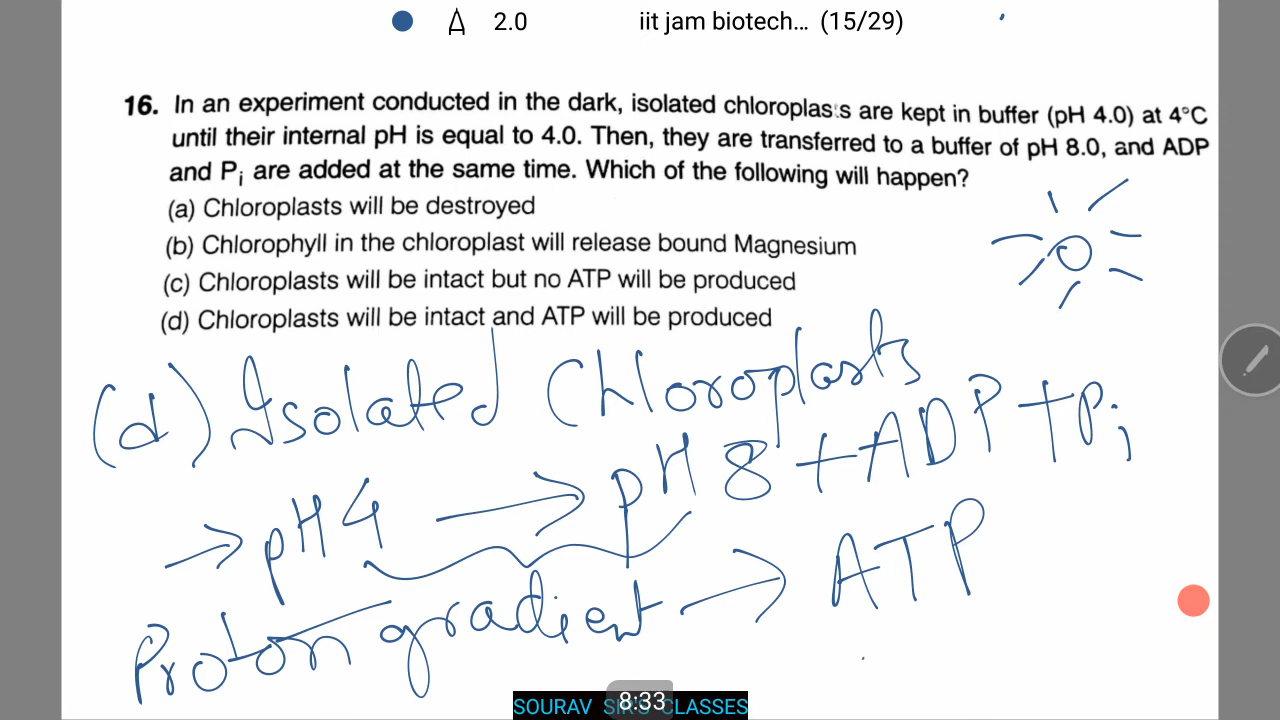 A 2.0 iit jam biotech... (15/29)
16. In an experiment conducted in the dark, isolated chloroplasts are kept in buffer (pH 4.0) at 4°C
until their internal pH is equal to 4.0. Then, they are transferred to a buffer of pH 8.0, and ADP
and Pi are added at the same time. Which of the following will happen?
(a) Chloroplasts will be destroyed
(b) Chlorophyll in the chloroplast will release bound Magnesium
(c) Chloroplasts will be intact but no ATP will be produced
(d) Chloroplasts will be intact and ATP will be produced
(d) Isolated Chloroplasts
→ pH 4 → pH 8 + ADP + Pi
Proton gradient → ATP
SOURAV SIR'S CLASSES
8:33